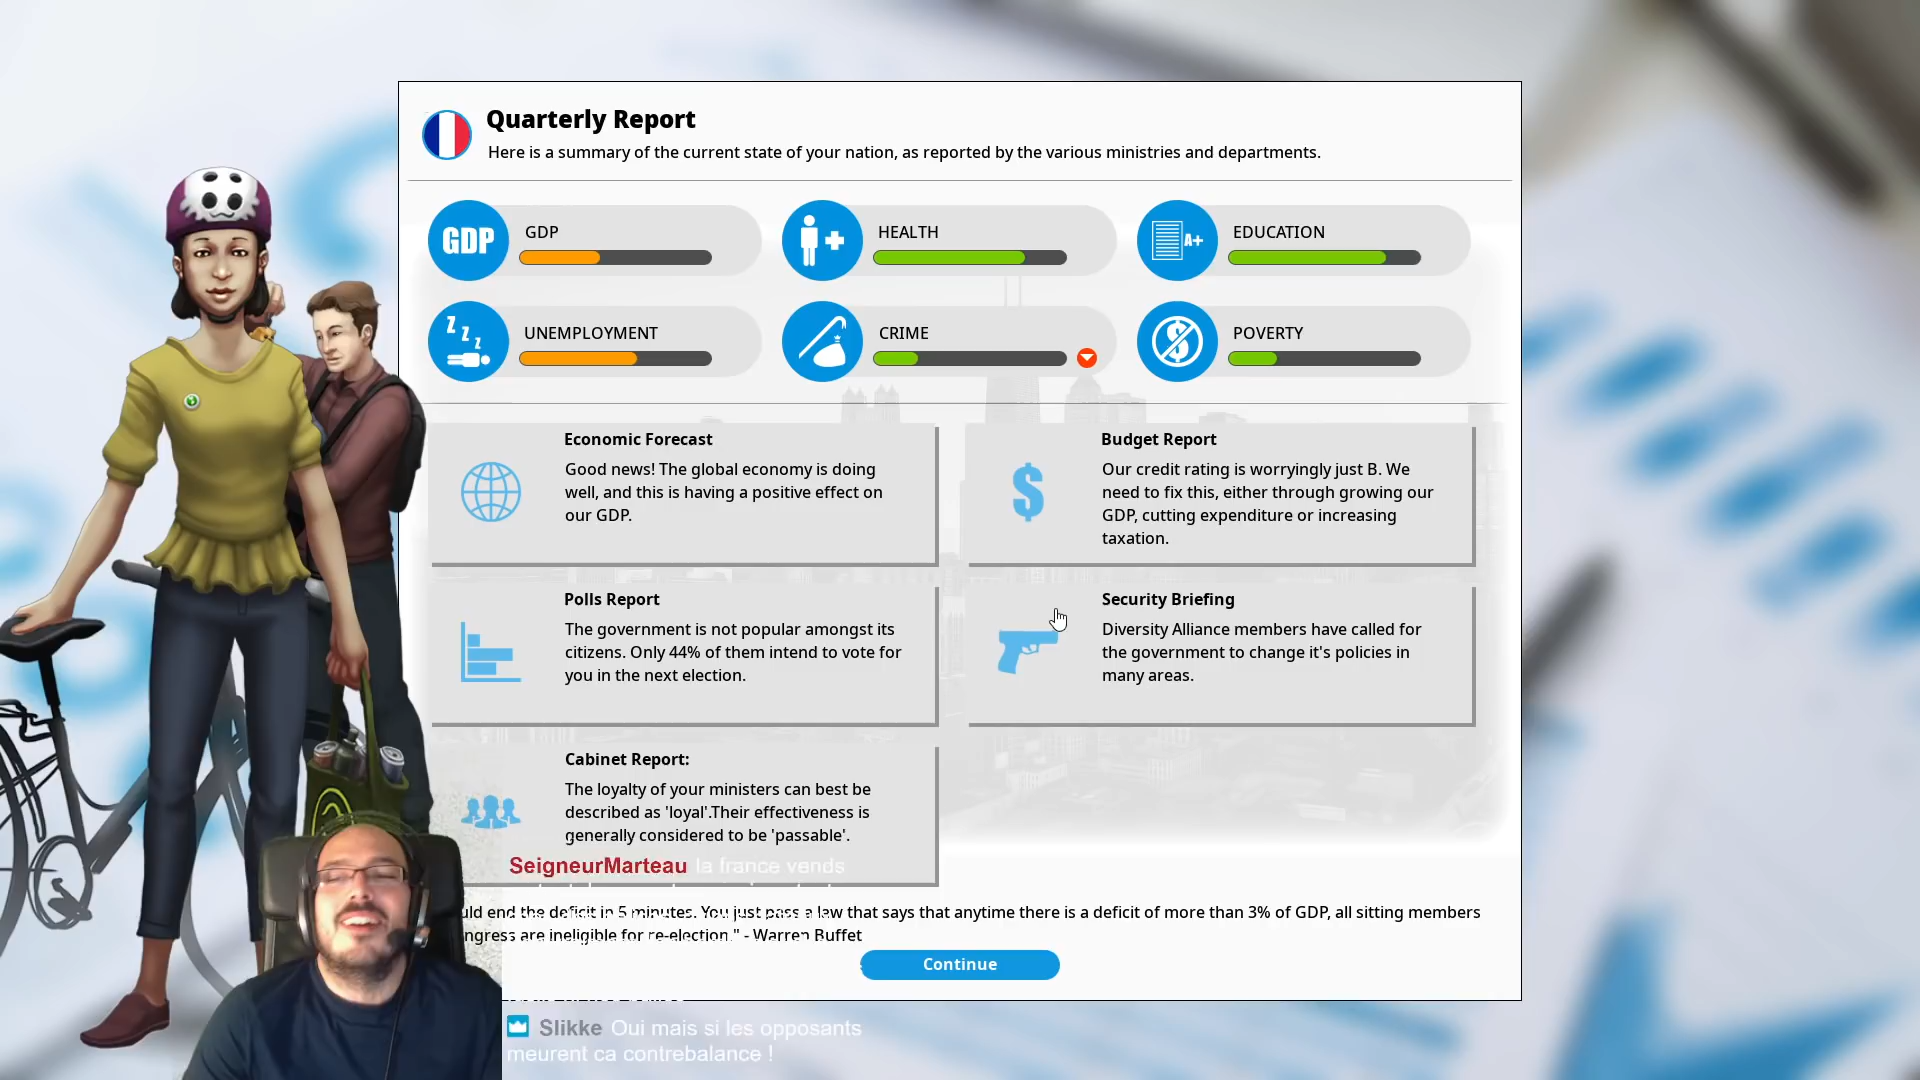 Quarterly Report
Here is a summary of the current state of your nation, as reported by the various ministries and departments.
GDP
GDP
HEALTH
A+
EDUCATION
Z
Z
Z
UNEMPLOYMENT
CRIME
$
POVERTY
Economic Forecast
Good news! The global economy is doing
well, and this is having a positive effect on
our GDP.
$
Budget Report
Our credit rating is worryingly just B. We
need to fix this, either through growing our
GDP, cutting expenditure or increasing
taxation.
Polls Report
The government is not popular amongst its
citizens. Only 44% of them intend to vote for
you in the next election.
Security Briefing
Diversity Alliance members have called for
the government to change it's policies in
many areas.
Cabinet Report:
The loyalty of your ministers can best be
described as 'loyal'.Their effectiveness is
generally considered to be 'passable'.
SeigneurMarteau la france vends
end the deficit in 5 minutes. You just pass a law that says that anytime there is a deficit of more than 3% of GDP, all sitting members
are ineligible for re-election." - Warren Buffet
Continue
Slikke Oui mais si les opposants
meurent ca contrebalance !